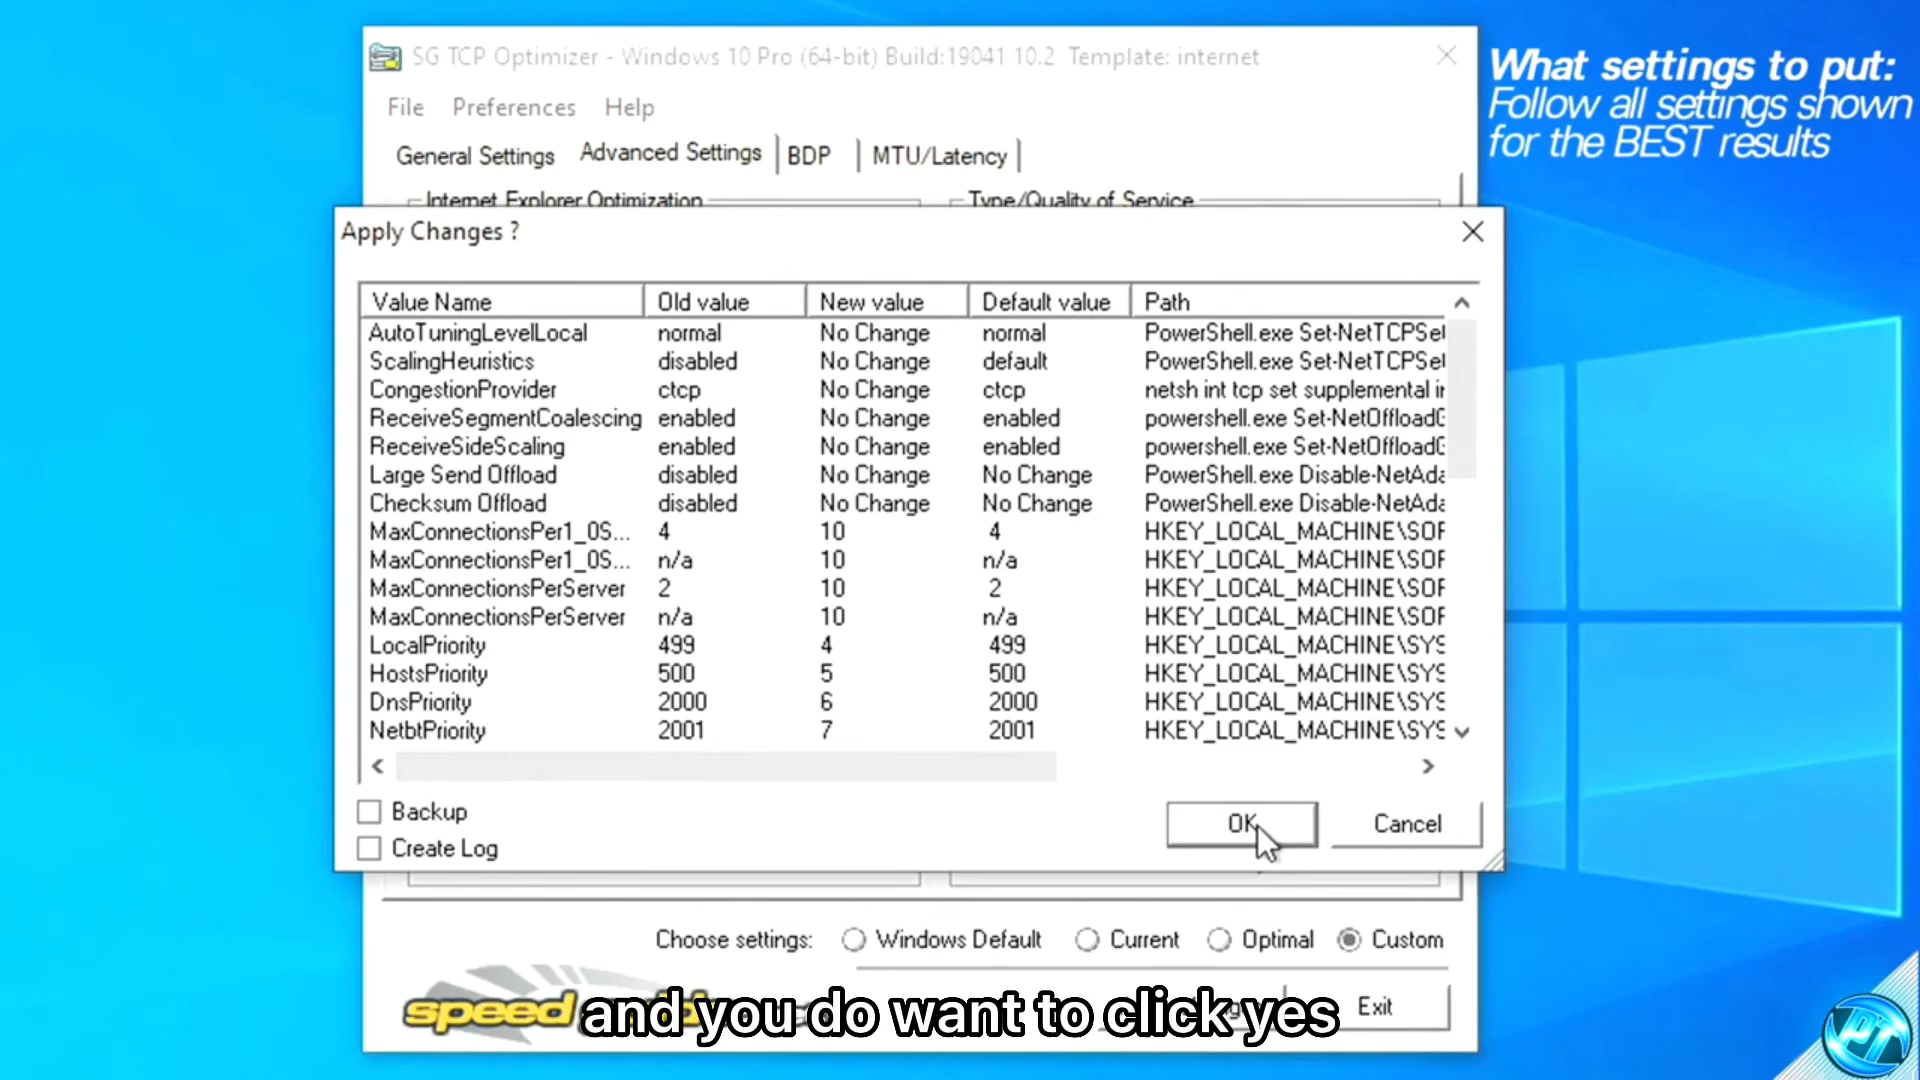 SG TCP Optimizer - Windows 10 Pro (64-bit) Build:19041 10.2 Template: internet
What settings to put:
Follow all settings shown
for the BEST results
File Preferences Help
General Settings Advanced Settings BDP MTU/Latency
Internet Explorer Optimization Type/Quality of Service
Apply Changes ?
Value Name Old value New value Default value Path
AutoTuningLevelLocal normal No Change normal PowerShell.exe Set-NetTCPSet
ScalingHeuristics disabled No Change default PowerShell.exe Set-NetTCPSet
CongestionProvider ctcp No Change ctcp netsh int tcp set supplemental in
ReceiveSegmentCoalescing enabled No Change enabled powershell.exe Set-NetOffloadG
ReceiveSideScaling enabled No Change enabled powershell.exe Set-NetOffloadG
Large Send Offload disabled No Change No Change PowerShell.exe Disable-NetAda
Checksum Offload disabled No Change No Change PowerShell.exe Disable-NetAda
MaxConnectionsPer1_0S... 4 10 4 HKEY_LOCAL_MACHINE\SOF
MaxConnectionsPer1_0S... n/a 10 n/a HKEY_LOCAL_MACHINE\SOF
MaxConnectionsPerServer 2 10 2 HKEY_LOCAL_MACHINE\SOF
MaxConnectionsPerServer n/a 10 n/a HKEY_LOCAL_MACHINE\SOF
LocalPriority 499 4 499 HKEY_LOCAL_MACHINE\SYS
HostsPriority 500 5 500 HKEY_LOCAL_MACHINE\SYS
DnsPriority 2000 6 2000 HKEY_LOCAL_MACHINE\SYS
NetbtPriority 2001 7 2001 HKEY_LOCAL_MACHINE\SYS
Backup
Create Log
OK Cancel
Choose settings: Windows Default Current Optimal Custom
speed
and you do want to click yes
Exit